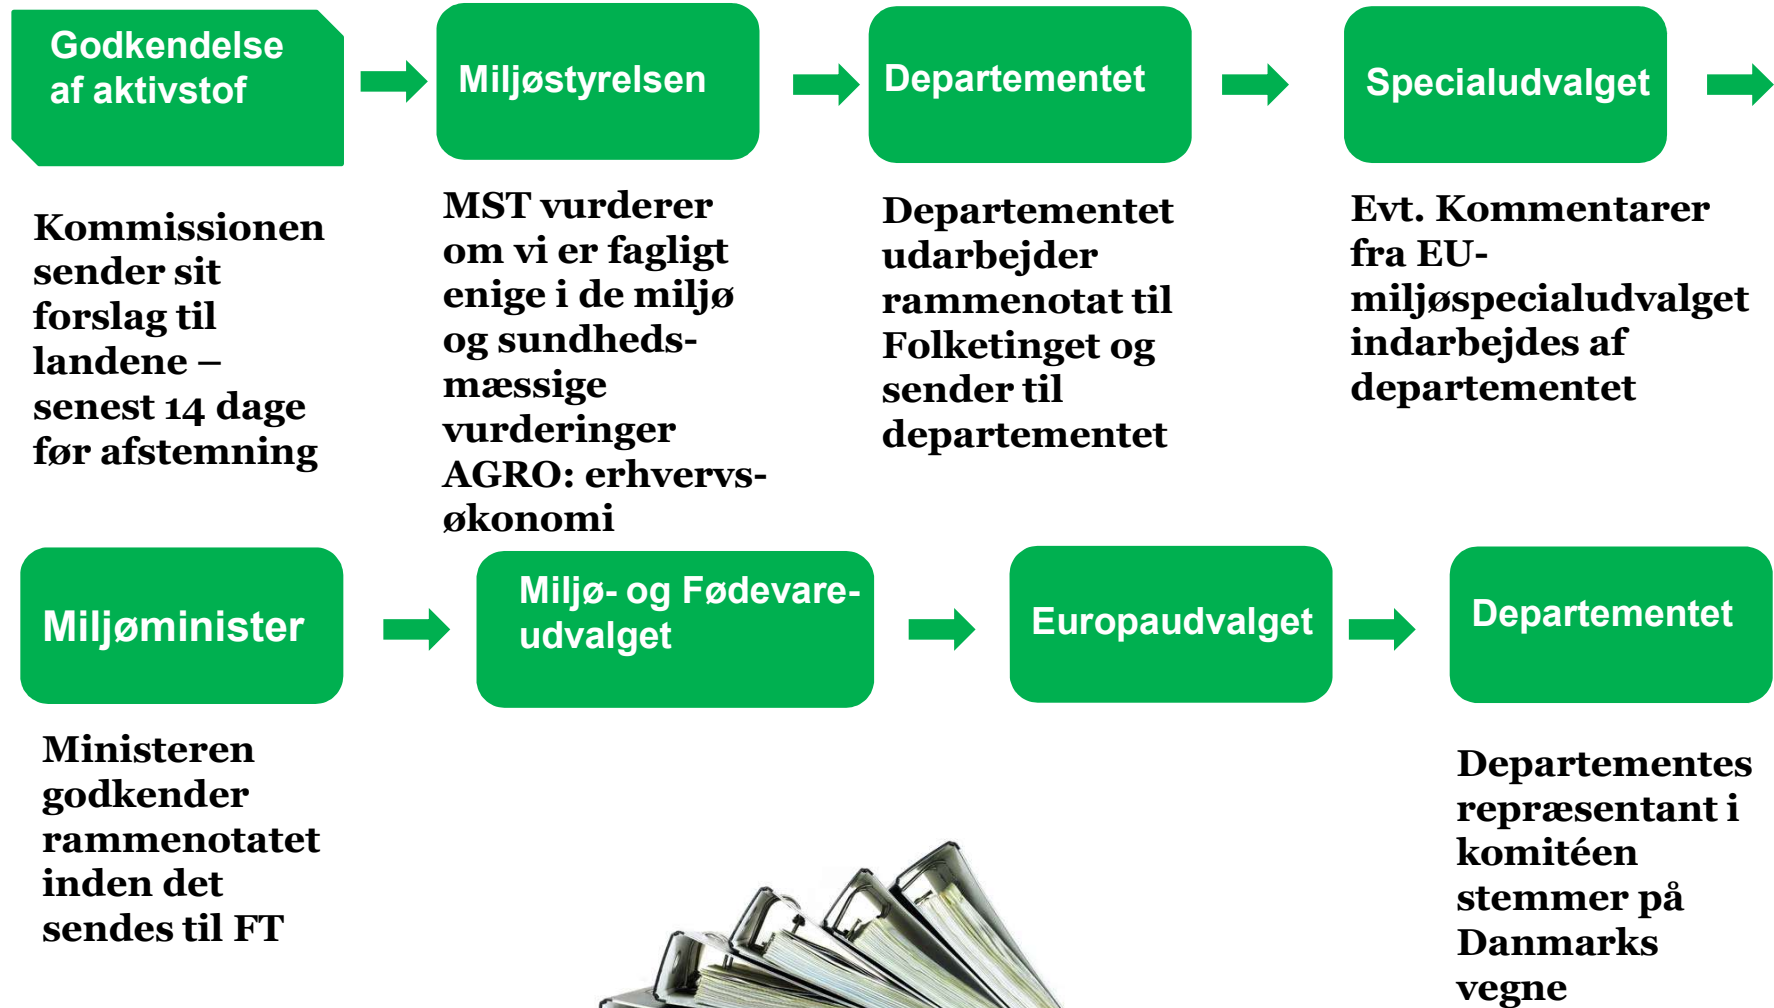 Godkendelse
af aktivstof
Miljøstyrelsen
Departementet
Specialudvalget
Kommissionen
sender sit
forslag til
landene –
senest 14 dage
før afstemning
MST vurderer
om vi er fagligt
enige i de miljø
og sundheds-
mæssige
vurderinger
AGRO: erhvervs-
økonomi
Departementet
udarbejder
rammenotat til
Folketinget og
sender til
departementet
Evt. Kommentarer
fra EU-
miljøspecialudvalget
indarbejdes af
departementet
Miljøminister
Miljø- og Fødevare-
udvalget
Europaudvalget
Departementet
Ministeren
godkender
rammenotatet
inden det
sendes til FT
Departementes
repræsentant i
komitéen
stemmer på
Danmarks
vegne